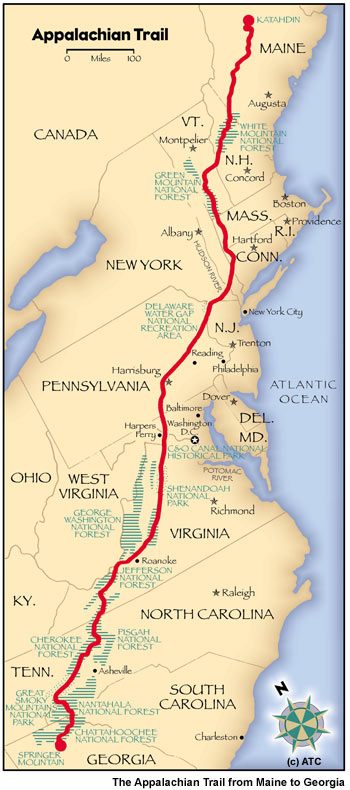 Appalachian Trail
0 100
Miles
KATAHDIN
MAINE
Augusta
VT.
WHITE
MOUNTAIN
NATIONAL
FOREST
CANADA
Montpelier
N.H.
Concord
GREEN
MOUNTAIN
NATIONAL
FOREST
MASS.
Boston
Providence
R.I.
Albany
Hartford
CONN.
HUDSON RIVER
NEW YORK
DELAWARE
WATER GAP
NATIONAL
RECREATION
AREA
New York City
N.J.
Trenton
Reading
Philadelphia
Harrisburg
PENNSYLVANIA
ATLANTIC
OCEAN
Dover
Baltimore
DEL.
Washington
D.C.
MD.
Harpers
Ferry
C&O CANAL NATIONAL
HISTORICAL PARK
POTOMAC
RIVER
OHIO
WEST
VIRGINIA
SHENANDOAH
NATIONAL
PARK
Richmond
GEORGE
WASHINGTON
NATIONAL
FOREST
VIRGINIA
Roanoke
JEFFERSON
NATIONAL
FOREST
KY.
Raleigh
NORTH CAROLINA
PISGAH
NATIONAL
FOREST
CHEROKEE
NATIONAL
FOREST
TENN.
Asheville
GREAT
SMOKY
MOUNTAINS
NATIONAL
PARK
NANTAHALA
NATIONAL FOREST
SOUTH
CAROLINA
N
CHATTAHOOCHEE
NATIONAL FOREST
SPRINGER
MOUNTAIN
Charleston
GEORGIA
(c) ATC
The Appalachian Trail from Maine to Georgia